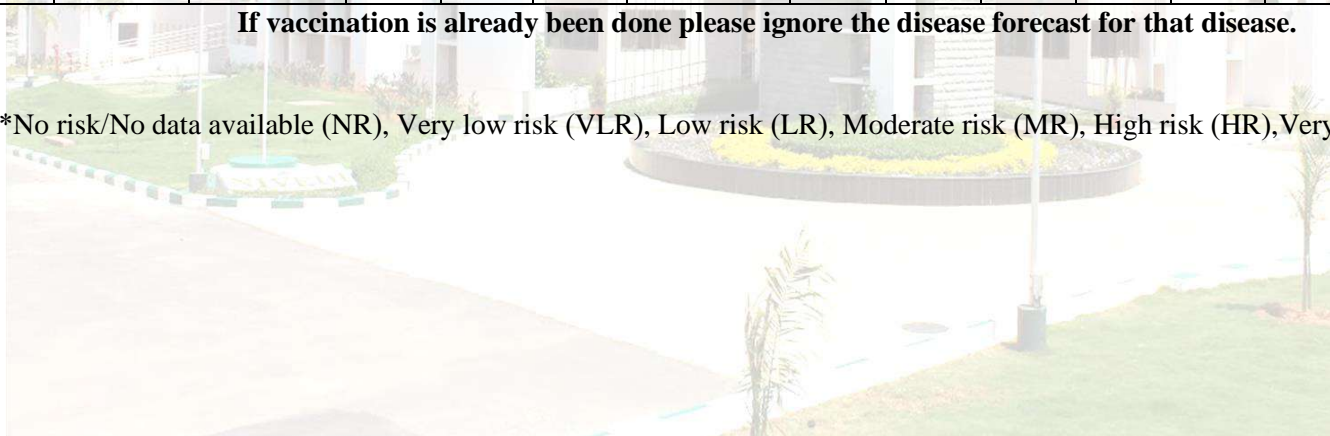 If vaccination is already been done please ignore the disease forecast for that disease.
*No risk/No data available (NR), Very low risk (VLR), Low risk (LR), Moderate risk (MR), High risk (HR),Very